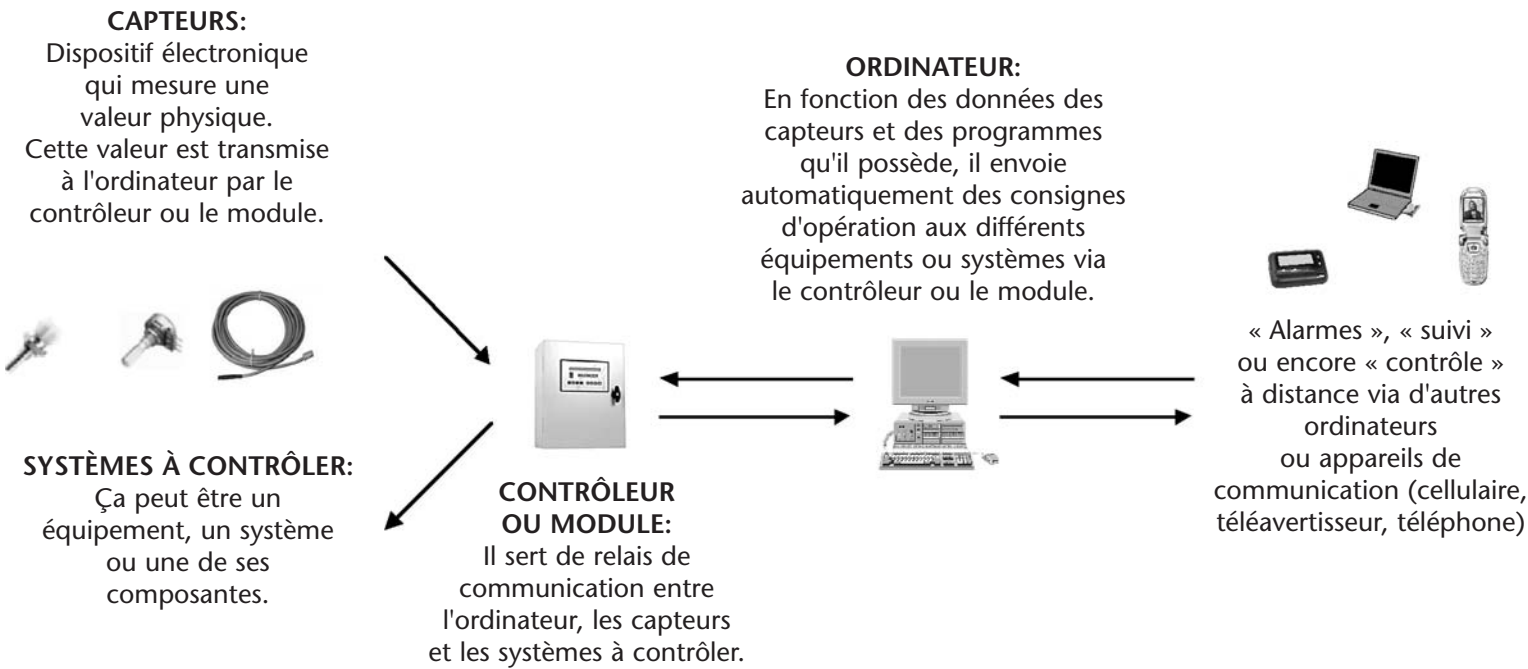 CAPTEURS:
Dispositif électronique
qui mesure une
valeur physique.
Cette valeur est transmise
à l'ordinateur par le
contrôleur ou le module.
SYSTÈMES À CONTRÔLER:
Ça peut être un
équipement, un système
ou une de ses
composantes.
CONTRÔLEUR
OU MODULE:
Il sert de relais de
communication entre
l'ordinateur, les capteurs
et les systèmes à contrôler.
ORDINATEUR:
En fonction des données des
capteurs et des programmes
qu'il possède, il envoie
automatiquement des consignes
d'opération aux différents
équipements ou systèmes via
le contrôleur ou le module.
« Alarmes », « suivi »
ou encore « contrôle »
à distance via d'autres
ordinateurs
ou appareils de
communication (cellulaire,
téléavertisseur, téléphone)